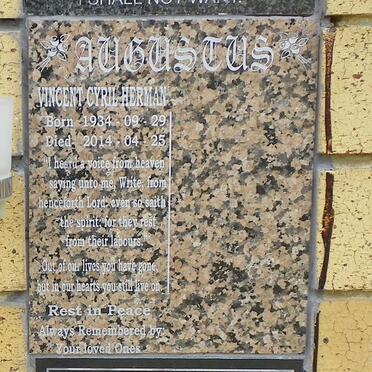 I SHALL NOT WANT.
AUGUSTUS
VINCENT CYRIL HERMAN
Born 1934 - 09 - 29
Died 2014 - 04 - 25
"I heard a voice from heaven
saying unto me, Write, from
henceforth Lord; even so saith
the spirit; for they rest
from their labours."
Out of our lives you have gone,
but in our hearts you still live on,
Rest in Peace
Always Remembered by:
Your loved Ones